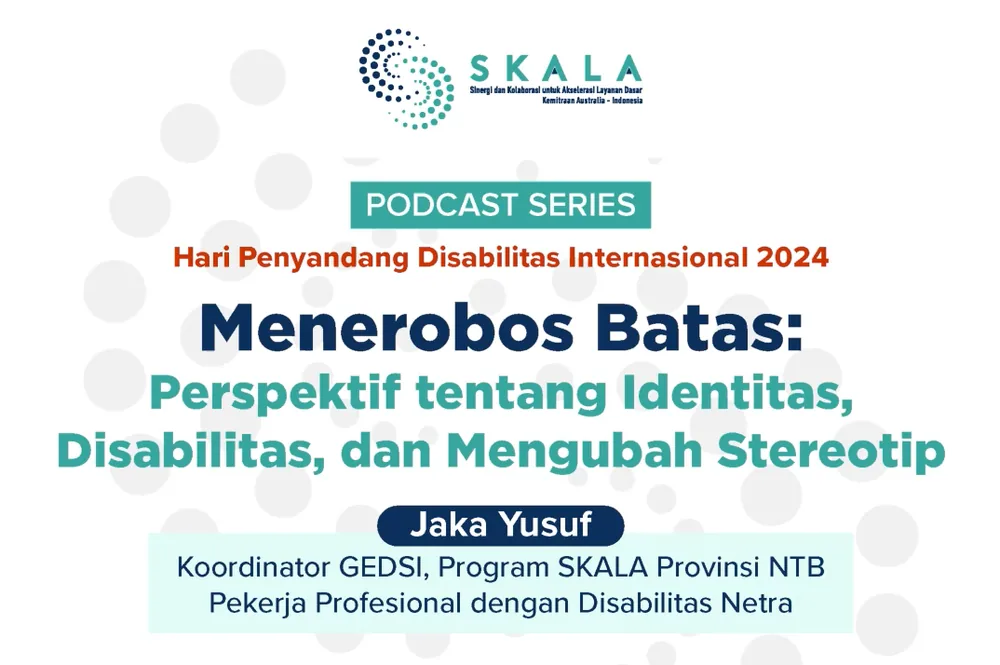 SKALA
Sinergi dan Kolaborasi untuk Akselerasi Layanan Dasar
Kemitraan Australia - Indonesia
PODCAST SERIES
Hari Penyandang Disabilitas Internasional 2024
Menerobos Batas:
Perspektif tentang Identitas,
Disabilitas, dan Mengubah Stereotip
Jaka Yusuf
Koordinator GEDSI, Program SKALA Provinsi NTB
Pekerja Profesional dengan Disabilitas Netra